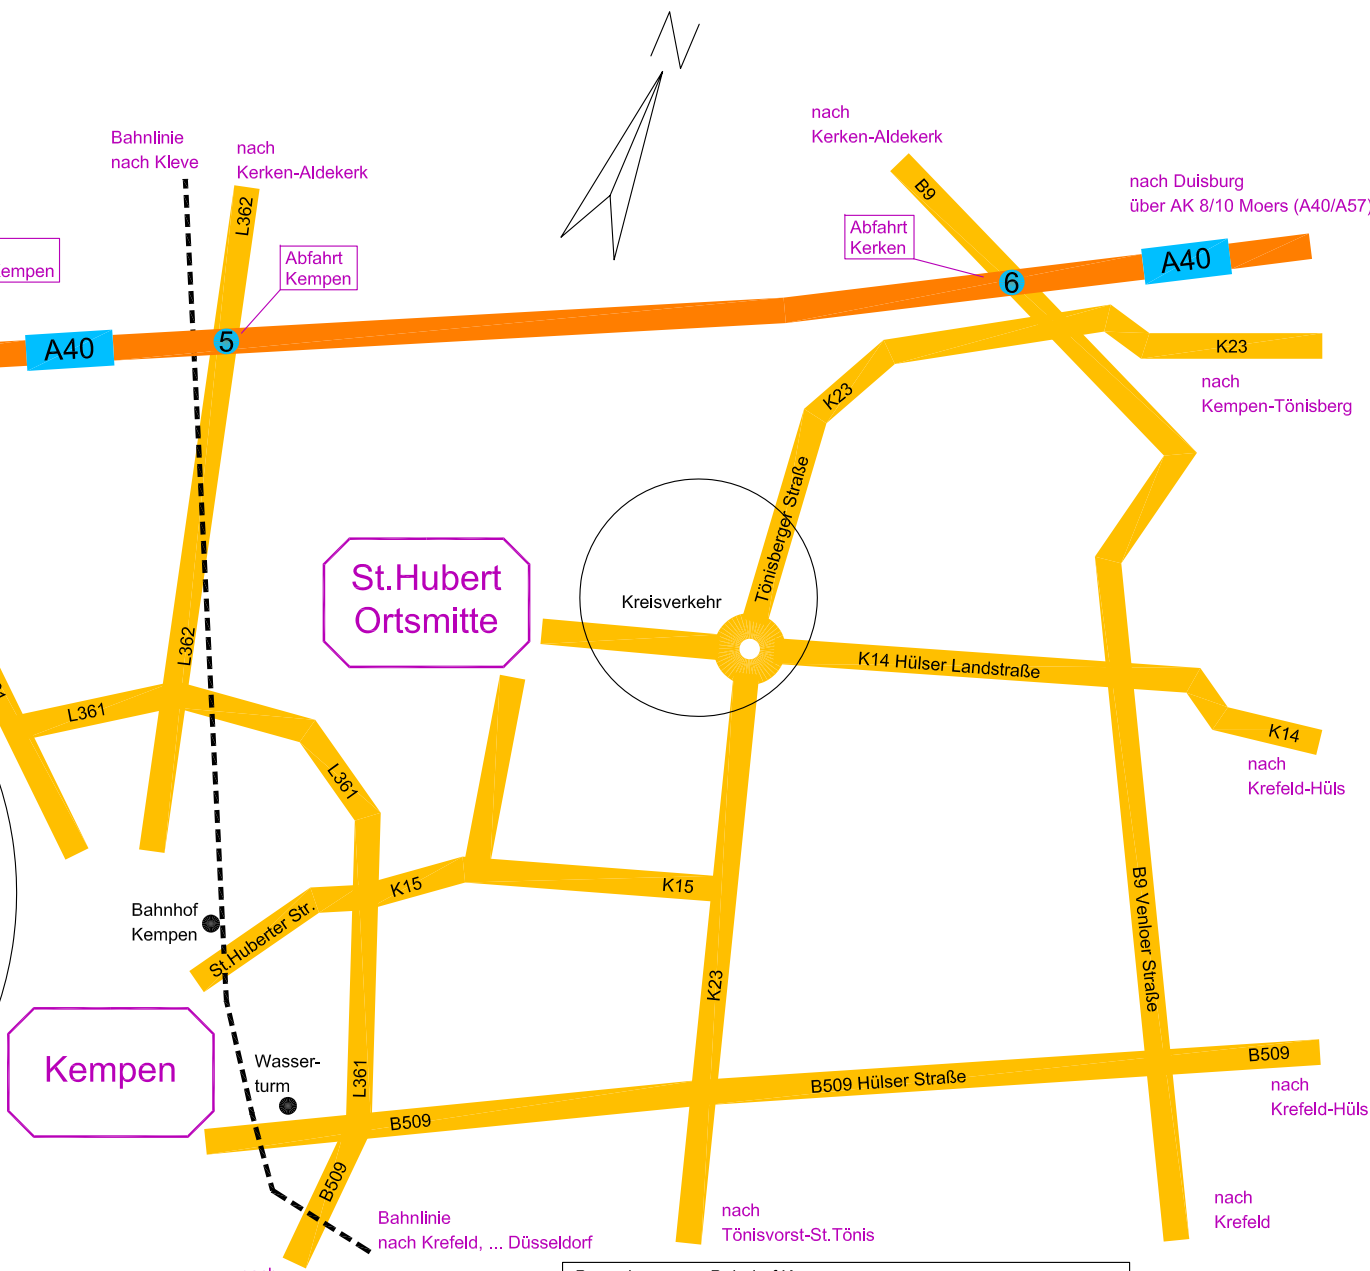 N
nach
Kerken-Aldekerk
Bahnlinie
nach Kleve
nach
Kerken-Aldekerk
B9
nach Duisburg
über AK 8/10 Moers (A40/A57)
L362
Abfahrt
Kerken
Abfahrt
Kempen
A40
6
A40
5
K23
nach
Kempen-Tönisberg
K23
Tönisberger Straße
St.Hubert
Ortsmitte
Kreisverkehr
L362
K14 Hülser Landstraße
L361
K14
nach
Krefeld-Hüls
L361
K15
K15
B9 Venloer Straße
Bahnhof
Kempen
St.Huberter Str.
K23
Kempen
Wasser-
turm
L361
B509 Hülser Straße
B509
nach
Krefeld-Hüls
B509
B509
nach
Krefeld
Bahnlinie
nach Krefeld, ... Düsseldorf
nach
Tönisvorst-St.Tönis